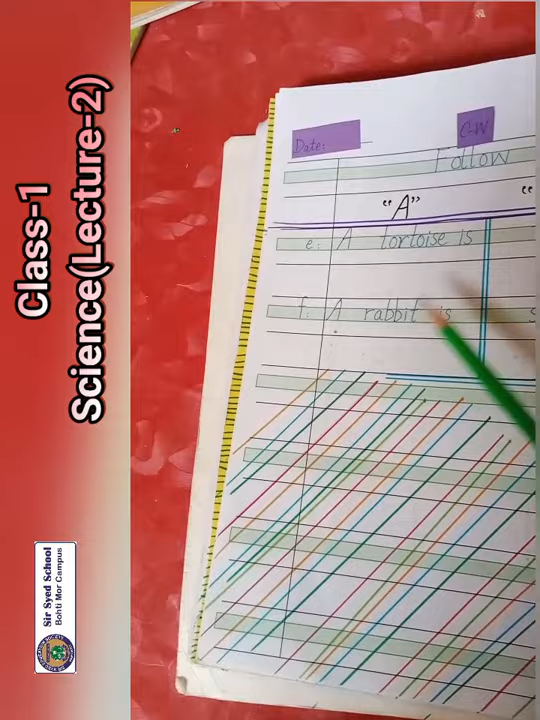 Class-1
Science(Lecture-2)
Sir Syed School
Bohti Mor Campus
Date:
C-W
Follow
"A" "
e: A tortoise is
f: A rabbit is s